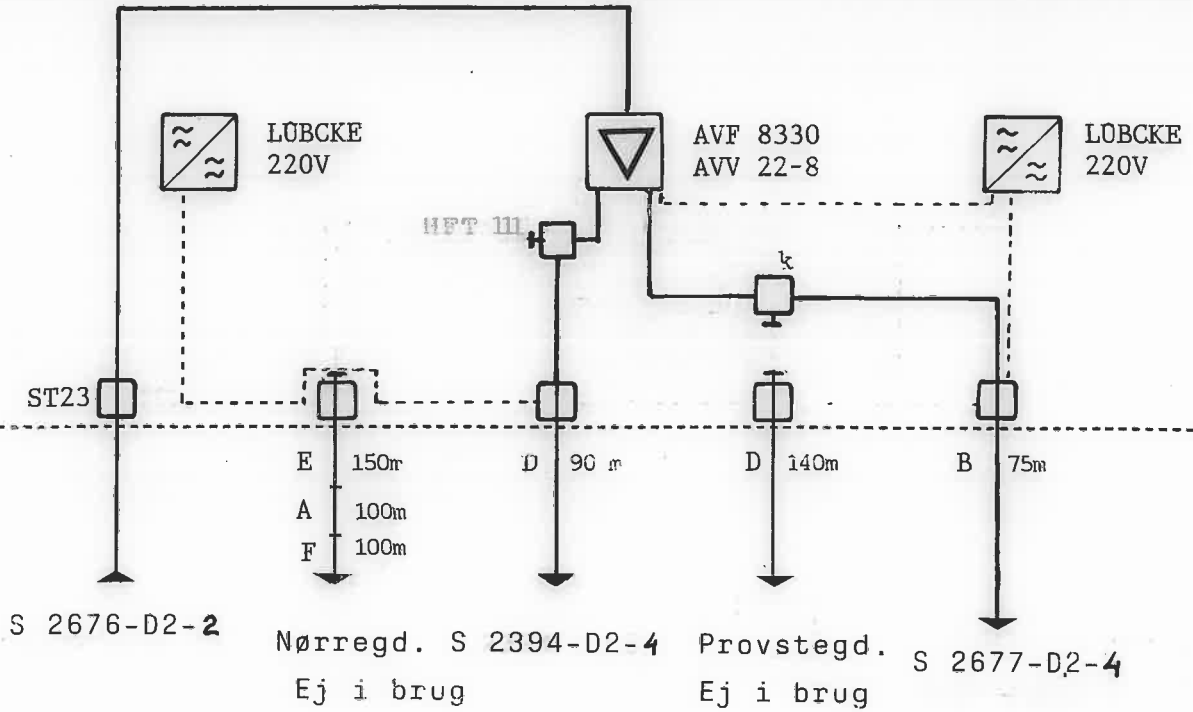 LÜBCKE
220V
AVF 8330
AVV 22-8
LÜBCKE
220V
HFT 111
k
ST23
E 150m
D 90 m
D 140m
B 75m
A 100m
F 100m
S 2676-D2-2
Nørregd. S 2394-D2-4
Ej i brug
Provstegd.
Ej i brug
S 2677-D2-4